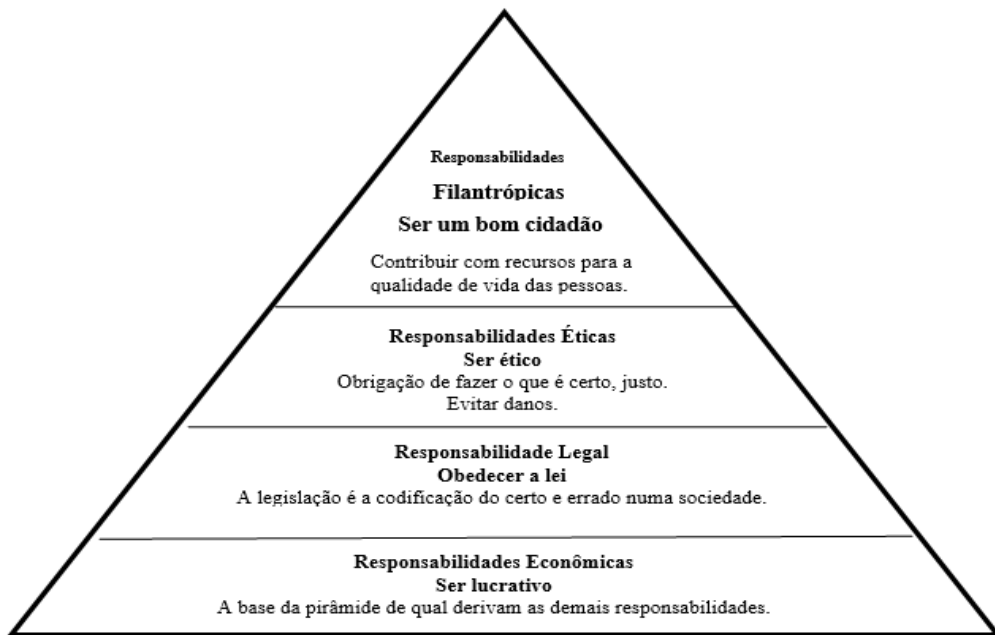 Responsabilidades
Filantrópicas
Ser um bom cidadão
Contribuir com recursos para a
qualidade de vida das pessoas.
Responsabilidades Éticas
Ser ético
Obrigação de fazer o que é certo, justo.
Evitar danos.
Responsabilidade Legal
Obedecer a lei
A legislação é a codificação do certo e errado numa sociedade.
Responsabilidades Econômicas
Ser lucrativo
A base da pirâmide de qual derivam as demais responsabilidades.